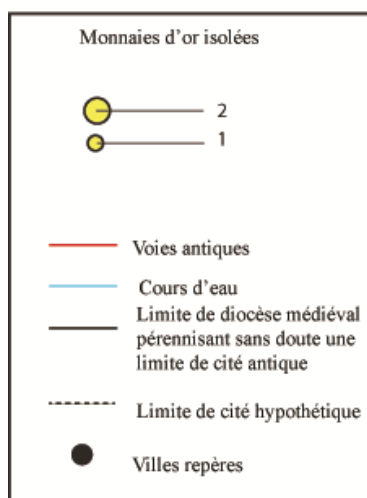 Monnaies d'or isolées
2
1
Voies antiques
Cours d'eau
Limite de diocèse médiéval
pérennisant sans doute une
limite de cité antique
Limite de cité hypothétique
Villes repères